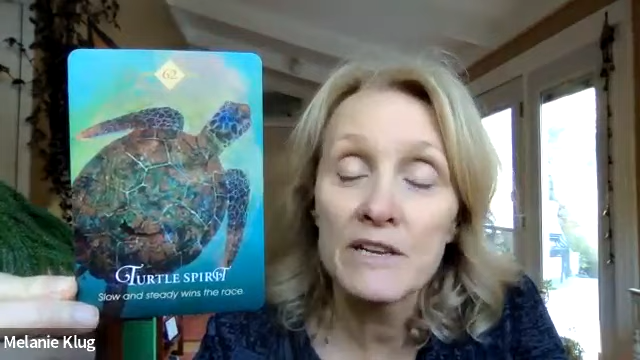 62
TURTLE SPIRIT
Slow and steady wins the race.
Melanie Klug